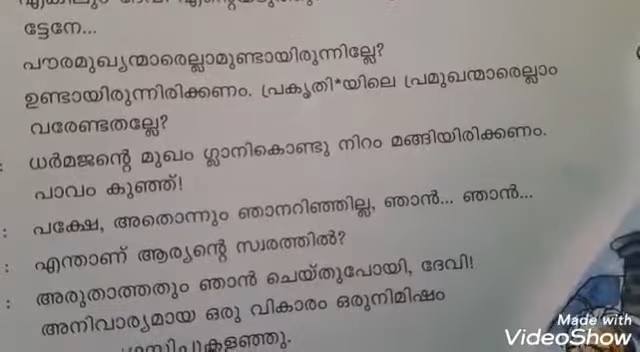 ട്ടേനേ...
പൗരമുഖ്യന്മാരെല്ലാമുണ്ടായിരുന്നില്ലേ?
ഉണ്ടായിരുന്നിരിക്കണം. പ്രകൃതി*യിലെ പ്രമുഖന്മാരെല്ലാം
വരേണ്ടതല്ലേ?
: ധർമജന്റെ മുഖം ഗ്ലാനികൊണ്ടു നിറം മങ്ങിയിരിക്കണം.
പാവം കുഞ്ഞ്!
: പക്ഷേ, അതൊന്നും ഞാനറിഞ്ഞില്ല, ഞാൻ... ഞാൻ...
: എന്താണ് ആര്യന്റെ സ്വരത്തിൽ?
: അരുതാത്തതും ഞാൻ ചെയ്തുപോയി, ദേവി!
അനിവാര്യമായ ഒരു വികാരം ഒരുനിമിഷം
Made with
VideoShow